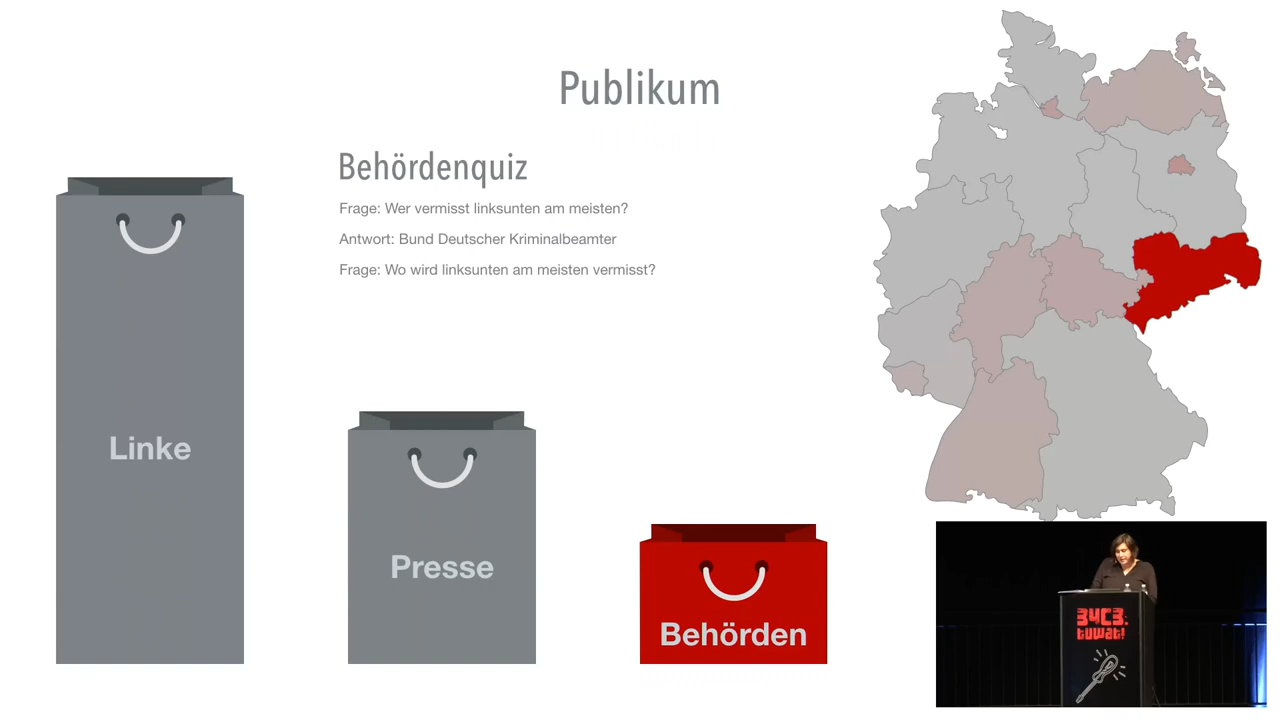 Publikum
Behördenquiz
Frage: Wer vermisst linksunten am meisten?
Antwort: Bund Deutscher Kriminalbeamter
Frage: Wo wird linksunten am meisten vermisst?
Linke
Presse
Behörden
34C3.
tuwat!